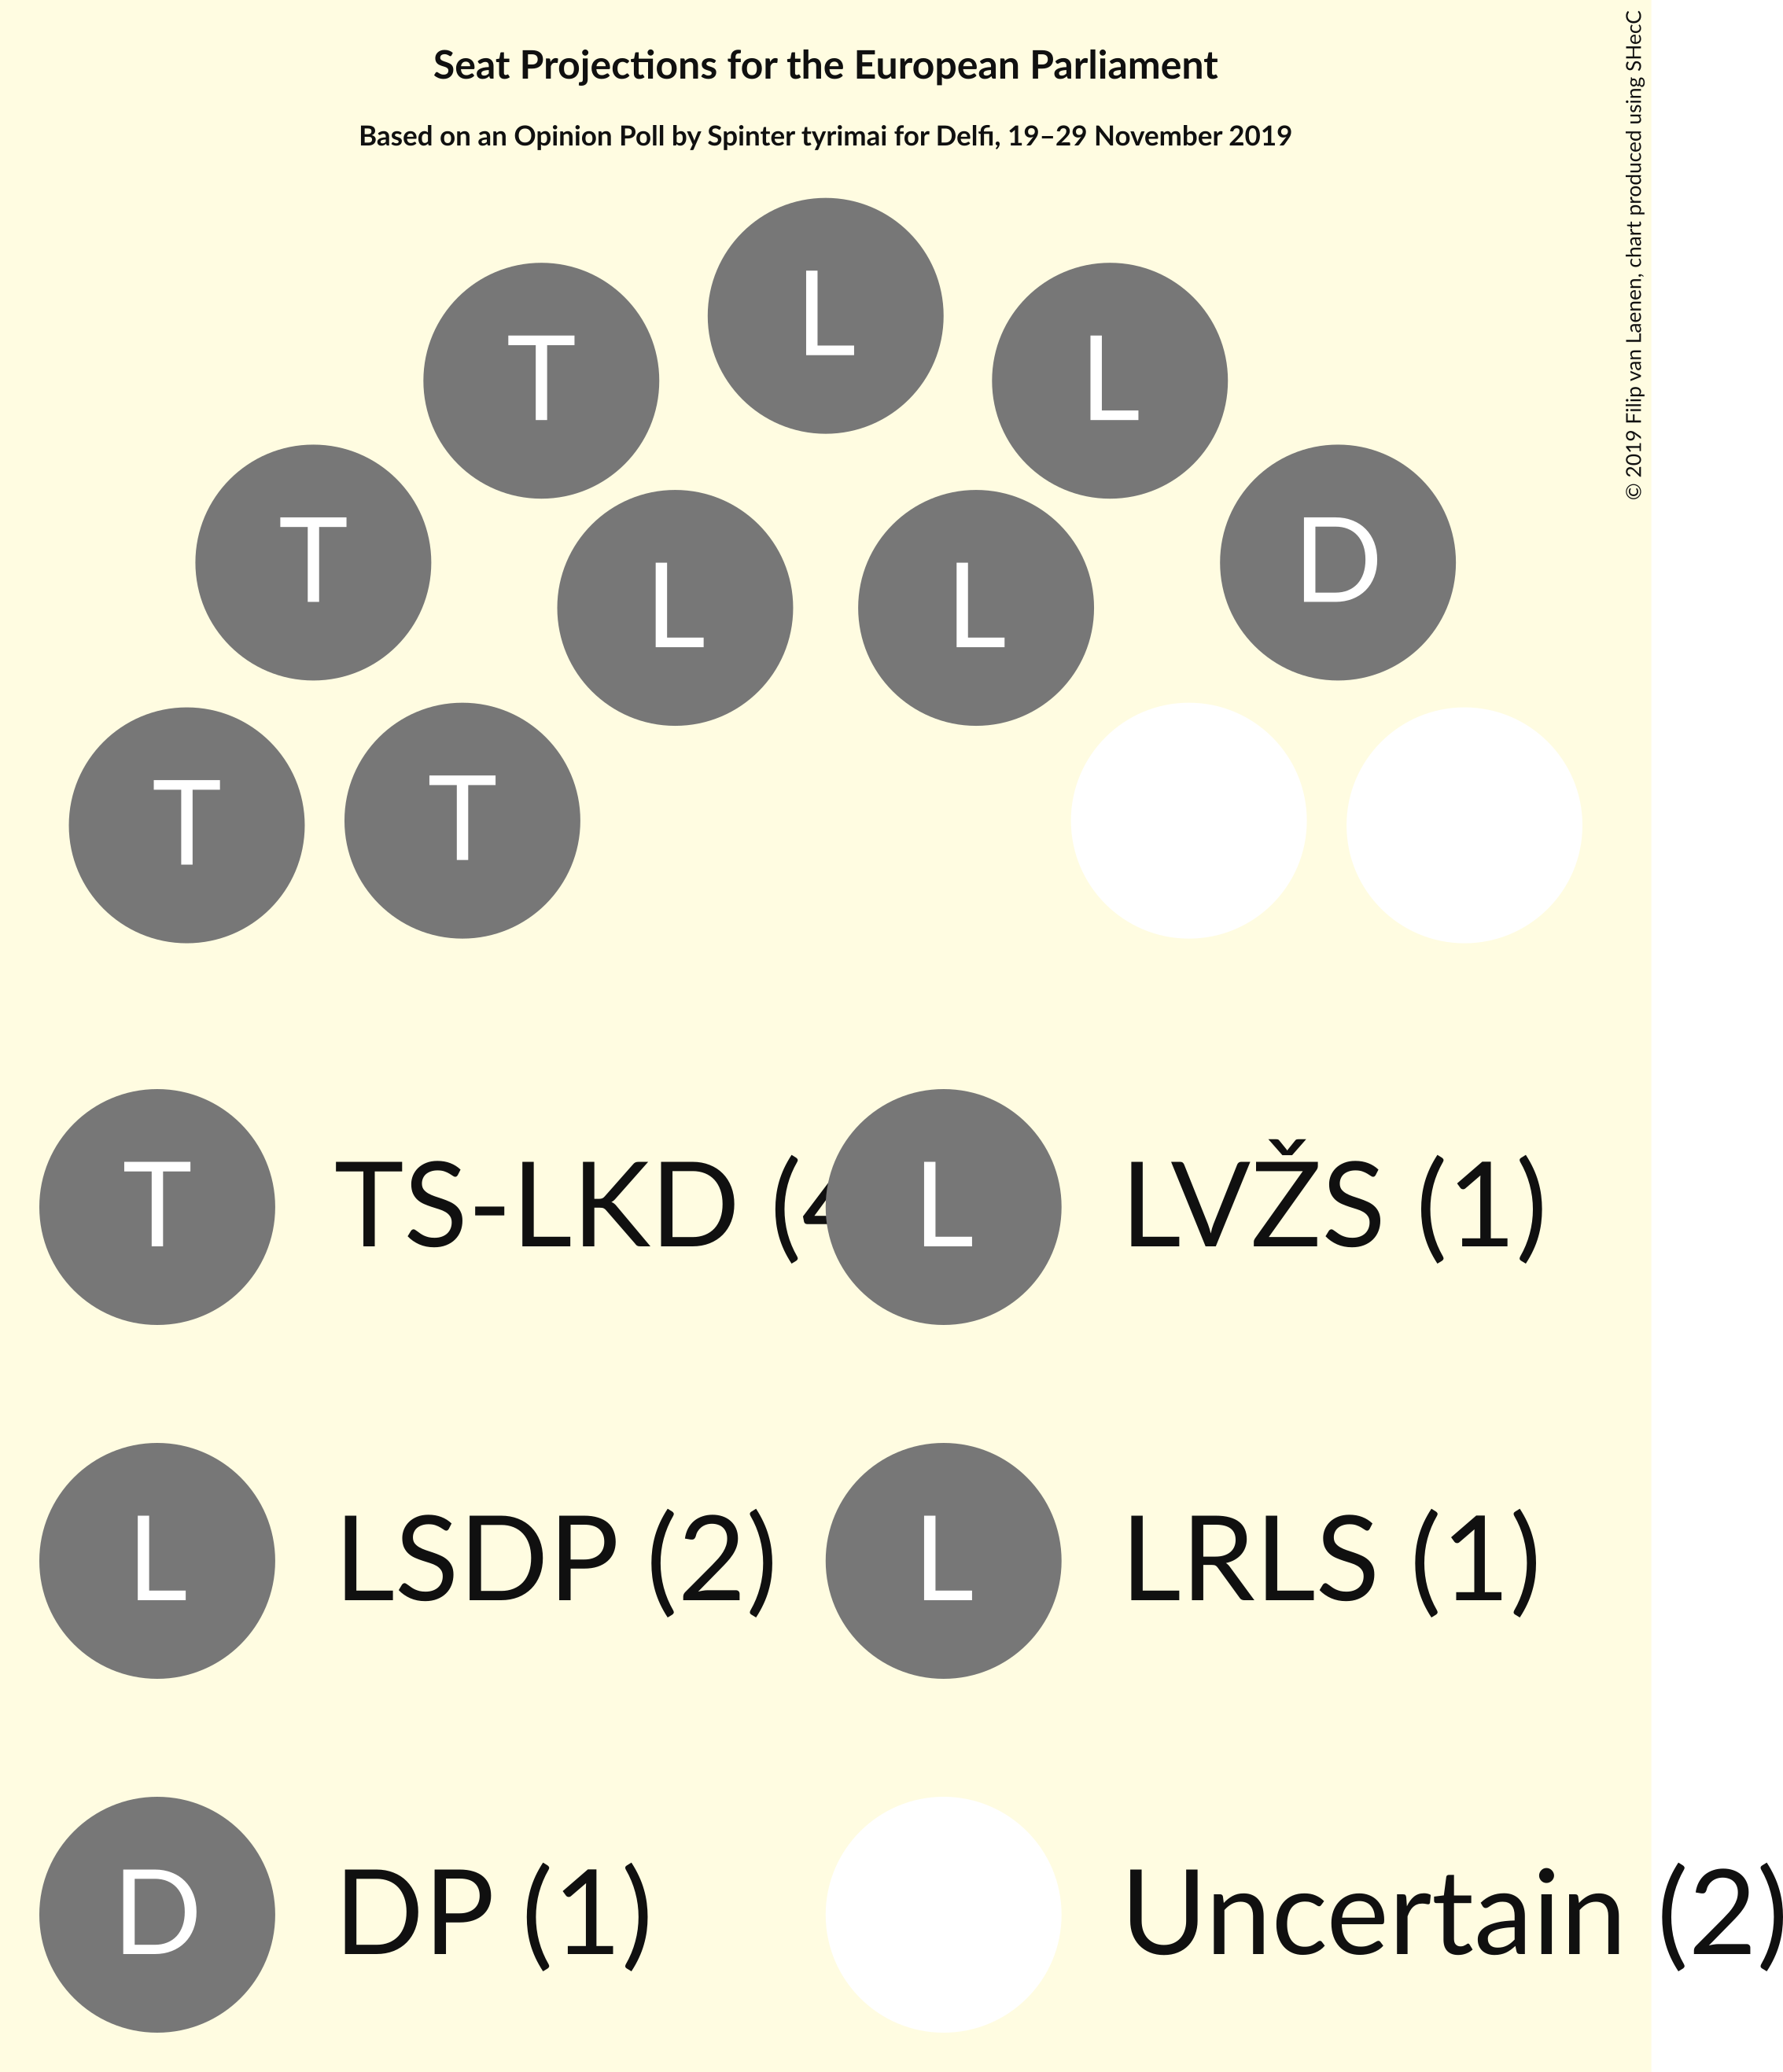 Seat Projections for the European Parliament
Based on an Opinion Poll by Spinter tyrimai for Delfi, 19–29 November 2019
© 2019 Filip van Laenen, chart produced using SHecC
L
T
L
T
D
L
L
T
T
T
TS-LKD (4
L
LVŽS (1)
L
LSDP (2)
L
LRLS (1)
D
DP (1)
Uncertain (2)